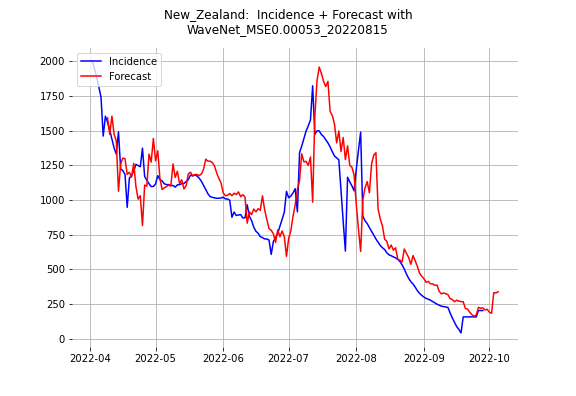 New_Zealand:  Incidence + Forecast with
WaveNet_MSE0.00053_20220815
Incidence
Forecast
2000
1750
1500
1250
1000
750
500
250
0
2022-04 2022-05 2022-06 2022-07 2022-08 2022-09 2022-10